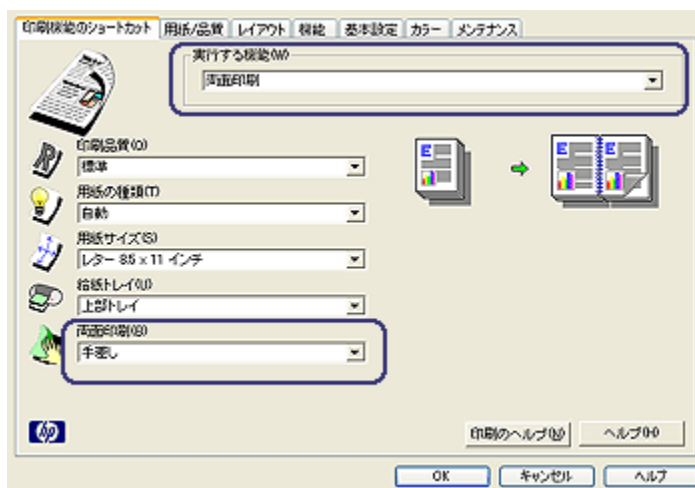 印刷機能のショートカット 用紙/品質 レイアウト 機能 基本設定 カラー メンテナンス
実行する機能(W)
両面印刷
印刷品質(Q)
標準
用紙の種類(T)
自動
用紙サイズ(S)
レター 8.5 x 11 インチ
給紙トレイ(U)
上部トレイ
両面印刷(B)
手差し
E E E
hp
印刷のヘルプ(N) ヘルプ(H)
OK キャンセル ヘルプ